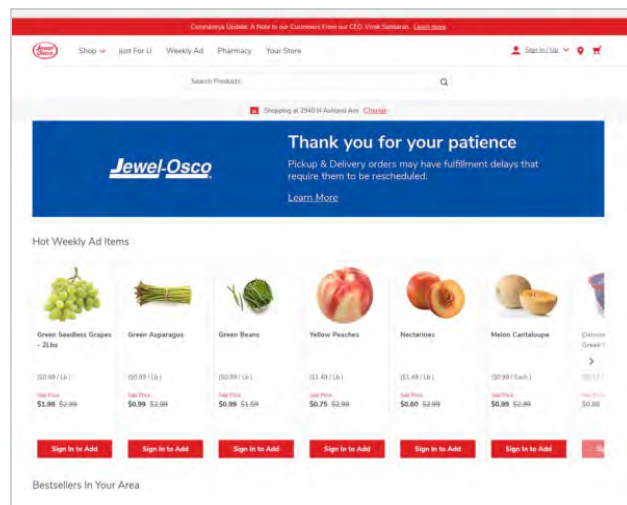 Coronavirus Update: A Note to our Customers From our CEO, Vivek Sankaran. Learn more
Jewel Osco
Shop just For U Weekly Ad Pharmacy Your Store
Sign In / Up
Search Products
Shopping at 2940 N Ashland Ave Change
Jewel-Osco
Thank you for your patience
Pickup & Delivery orders may have fulfillment delays that
require them to be rescheduled.
Learn More
Hot Weekly Ad Items
Green Seedless Grapes
- 2Lbs
Green Asparagus
Green Beans
Yellow Peaches
Nectarines
Melon Cantaloupe
Greek
($0.99 / Lb )
($0.99 / Lb )
($0.99 / Lb )
($1.49 / Lb )
($1.49 / Lb )
($0.99 / Each )
Sale Price
Sale Price
Sale Price
Sale Price
Sale Price
Sale Price
Sale Price
$1.98 $2.99
$0.99 $2.99
$0.99 $1.59
$0.75 $2.99
$0.60 $2.99
$0.99 $2.99
$0.88
Sign In to Add
Sign In to Add
Sign In to Add
Sign In to Add
Sign In to Add
Sign In to Add
Bestsellers In Your Area